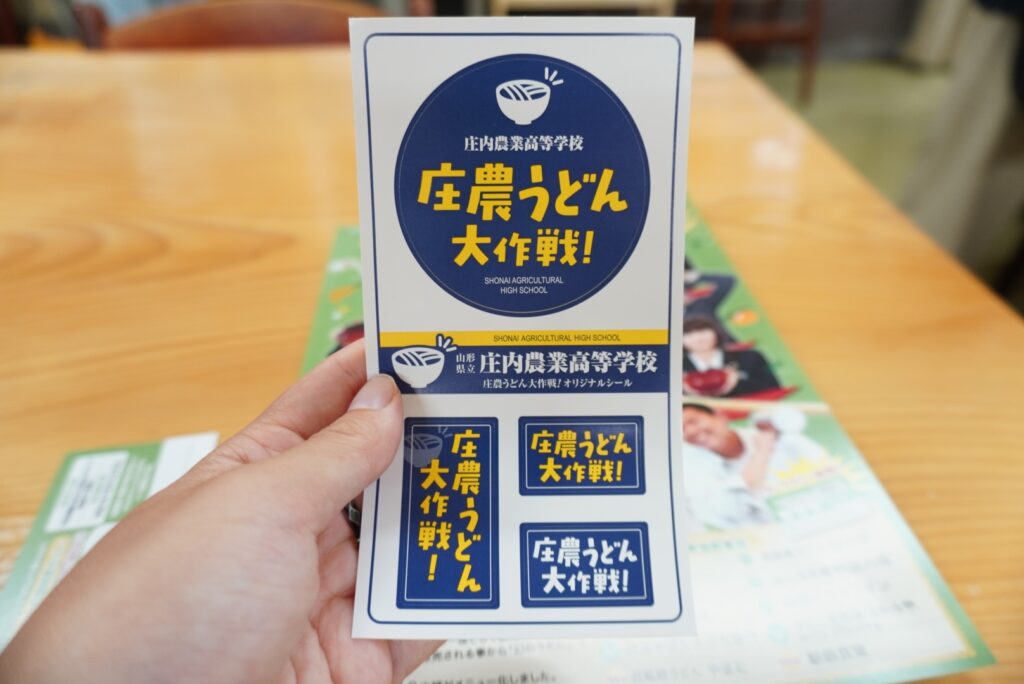 庄内農業高等学校
庄農うどん
大作戦!
SHONAI AGRICULTURAL
HIGH SCHOOL
SHONAI AGRICULTURAL HIGH SCHOOL
山形
県立
庄内農業高等学校
庄農うどん大作戦!オリジナルシール
庄農うどん
大作戦!
庄農うどん
大作戦!
庄農うどん
大作戦!